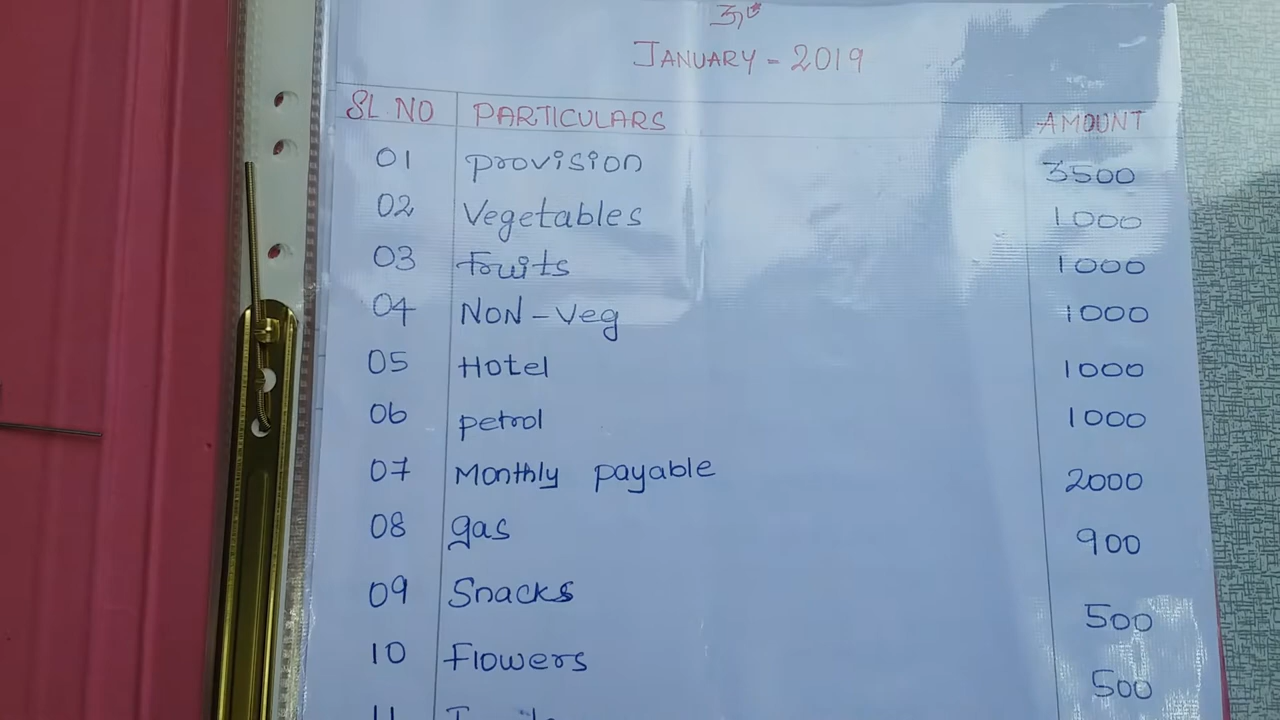 JANUARY - 2019
SL NO PARTICULARS AMOUNT
01 provision 3500
02 Vegetables 1000
03 Fruits 1000
04 NON-Veg 1000
05 Hotel 1000
06 petrol 1000
07 Monthly payable 2000
08 gas 900
09 Snacks 500
10 Flowers 500
11